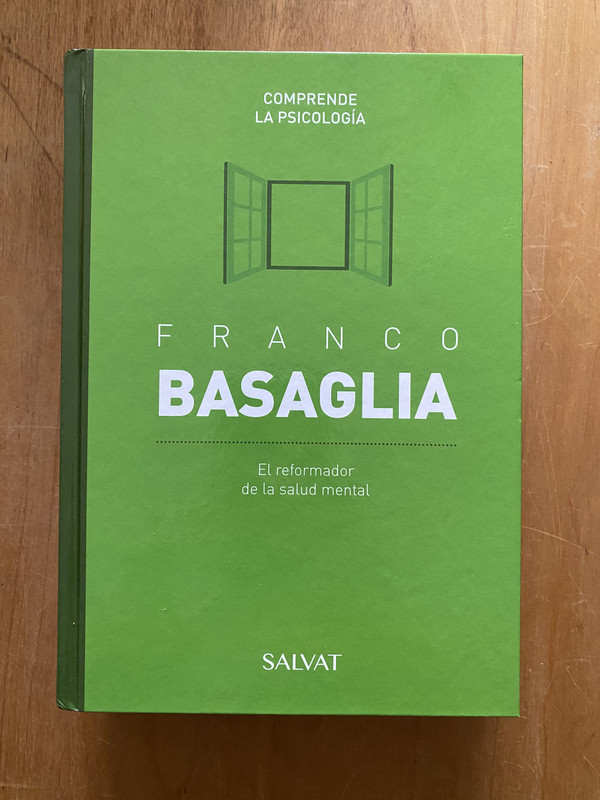 COMPRENDE
LA PSICOLOGÍA
FRANCO
BASAGLIA
El reformador
de la salud mental
SALVAT